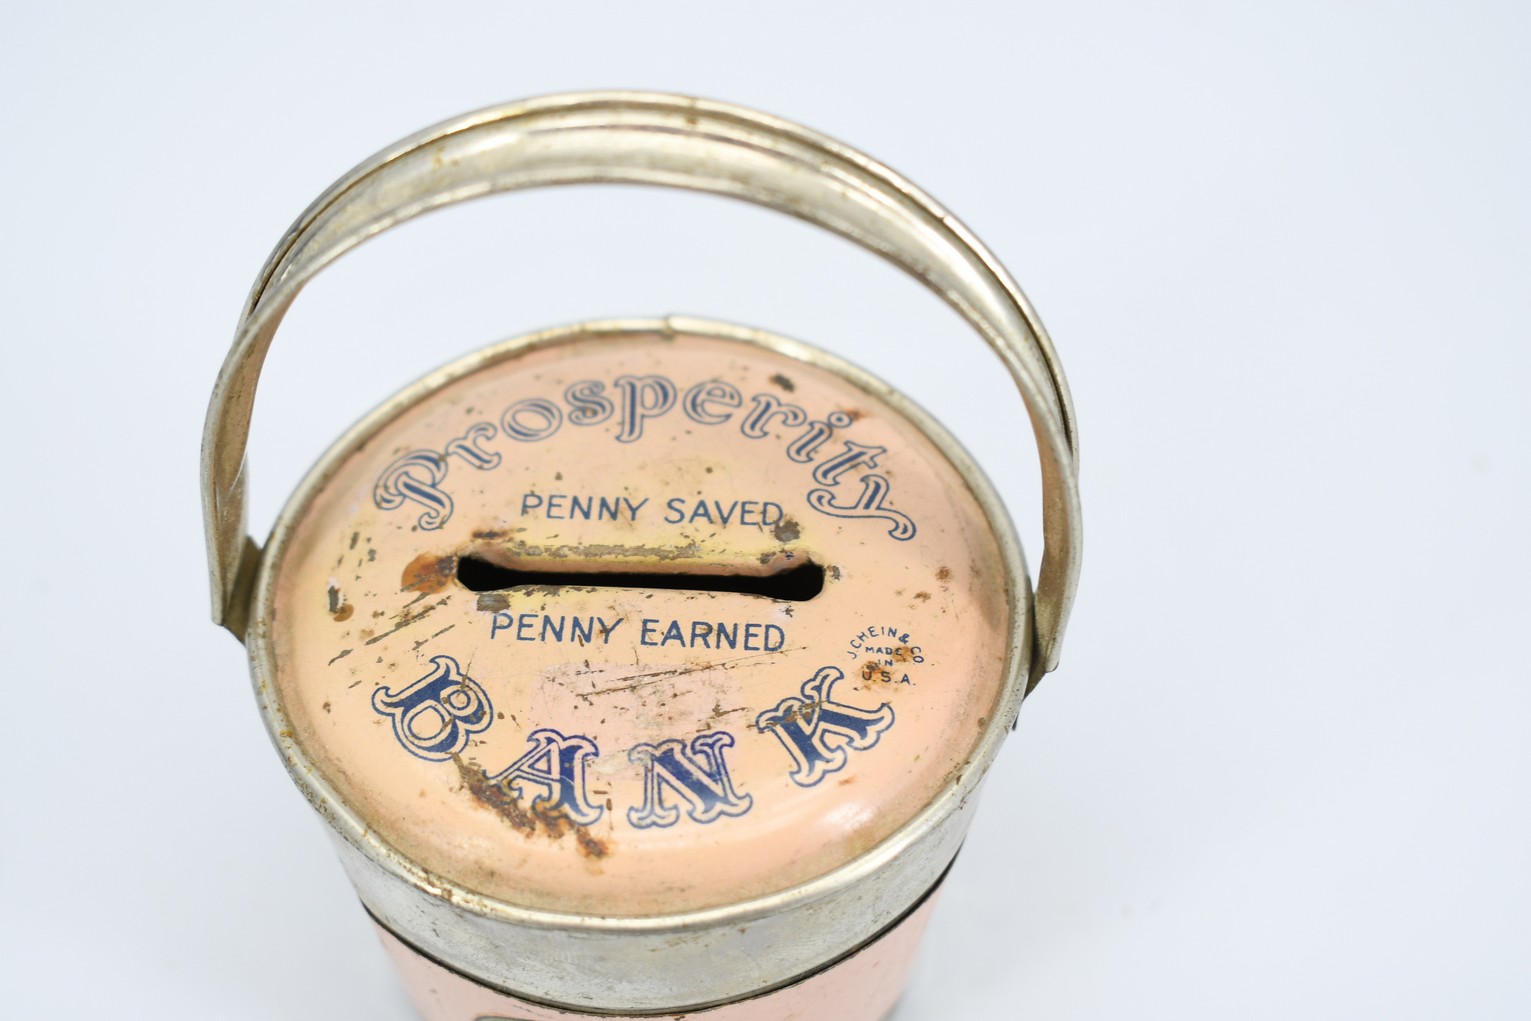 Prosperity
PENNY SAVED
PENNY EARNED
J. CHEIN & CO.
MADE
IN
U.S.A.
BANK